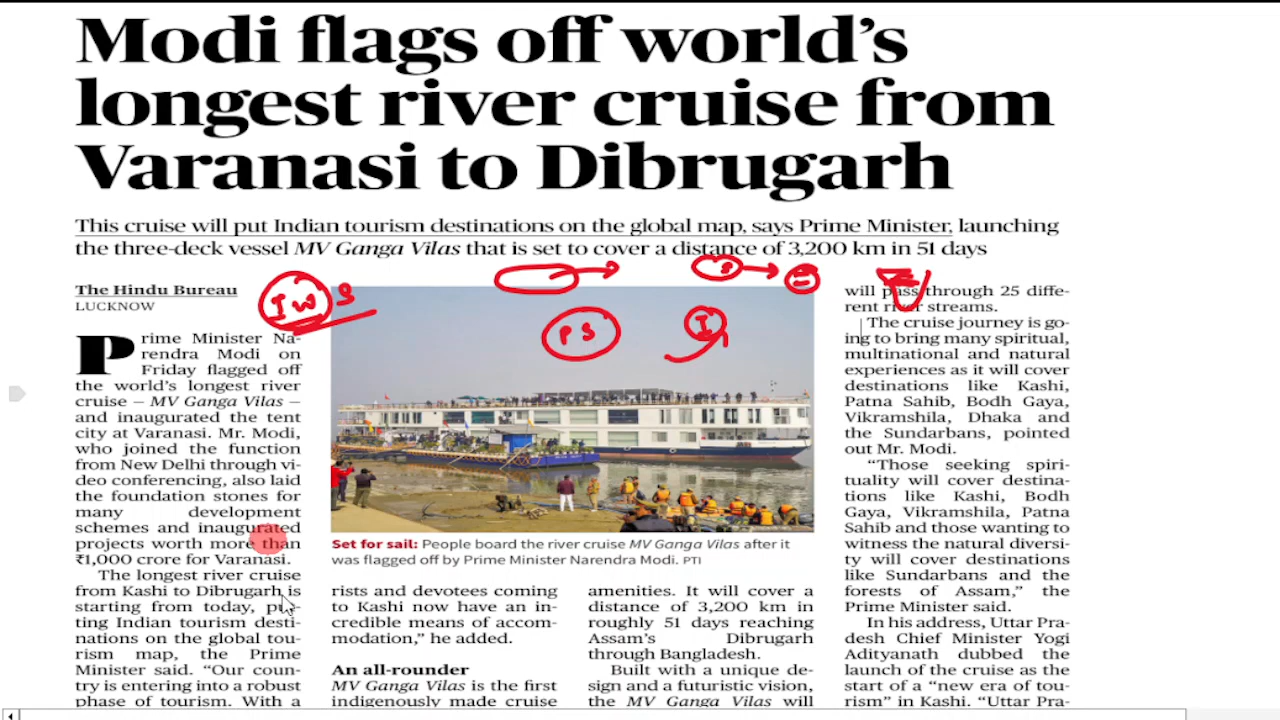 Modi flags off world's
longest river cruise from
Varanasi to Dibrugarh
This cruise will put Indian tourism destinations on the global map, says Prime Minister, launching
the three-deck vessel MV Ganga Vilas that is set to cover a distance of 3,200 km in 51 days
The Hindu Bureau
LUCKNOW
Prime Minister Na-
rendra Modi on
Friday flagged off
the world's longest river
cruise – MV Ganga Vilas –
and inaugurated the tent
city at Varanasi. Mr. Modi,
who joined the function
from New Delhi through vi-
deo conferencing, also laid
the foundation stones for
many development
schemes and inaugurated
projects worth more than
₹1,000 crore for Varanasi.
The longest river cruise
from Kashi to Dibrugarh is
starting from today, put-
ting Indian tourism desti-
nations on the global tou-
rism map, the Prime
Minister said. “Our coun-
try is entering into a robust
phase of tourism. With a
I W S
P S
I
Set for sail: People board the river cruise MV Ganga Vilas after it
was flagged off by Prime Minister Narendra Modi. PTI
rists and devotees coming
to Kashi now have an in-
credible means of accom-
modation,” he added.
An all-rounder
MV Ganga Vilas is the first
indigenously made cruise
amenities. It will cover a
distance of 3,200 km in
roughly 51 days reaching
Assam's Dibrugarh
through Bangladesh.
Built with a unique de-
sign and a futuristic vision,
the MV Ganga Vilas will
will pass through 25 diffe-
rent river streams.
The cruise journey is go-
ing to bring many spiritual,
multinational and natural
experiences as it will cover
destinations like Kashi,
Patna Sahib, Bodh Gaya,
Vikramshila, Dhaka and
the Sundarbans, pointed
out Mr. Modi.
“Those seeking spiri-
tuality will cover destina-
tions like Kashi, Bodh
Gaya, Vikramshila, Patna
Sahib and those wanting to
witness the natural diversi-
ty will cover destinations
like Sundarbans and the
forests of Assam,” the
Prime Minister said.
In his address, Uttar Pra-
desh Chief Minister Yogi
Adityanath dubbed the
launch of the cruise as the
start of a “new era of tou-
rism” in Kashi. “Uttar Pra-